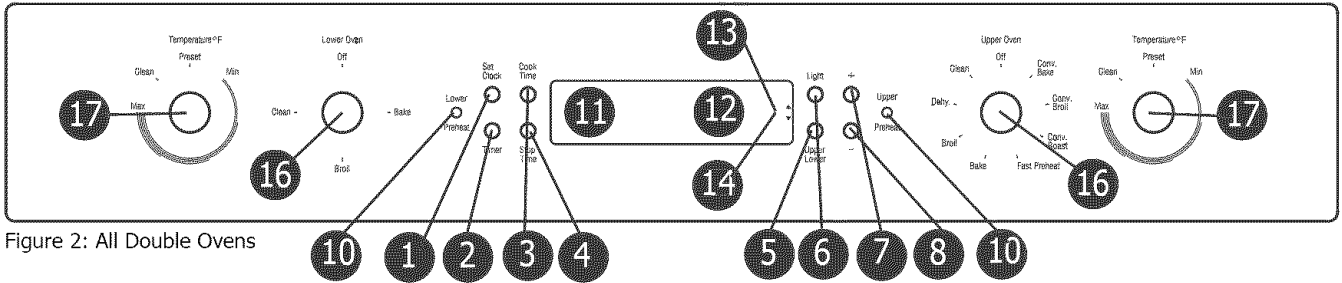 13
Temperature°F
Preset
Clean
Min
Max
17
Lower Oven
Off
Clean
Bake
Broil
16
Lower
Preheat
Set
Clock
Cook
Time
Timer
Stop
Time
11
12
14
Light
+
Upper
Lower
-
Upper
Preheat
Upper Oven
Off
Clean
Conv.
Bake
Dehy.
Conv.
Broil
Broil
Conv.
Roast
Bake
Fast Preheat
16
Temperature°F
Preset
Clean
Min
Max
17
Figure 2: All Double Ovens
10
1
2
3
4
5
6
7
8
10